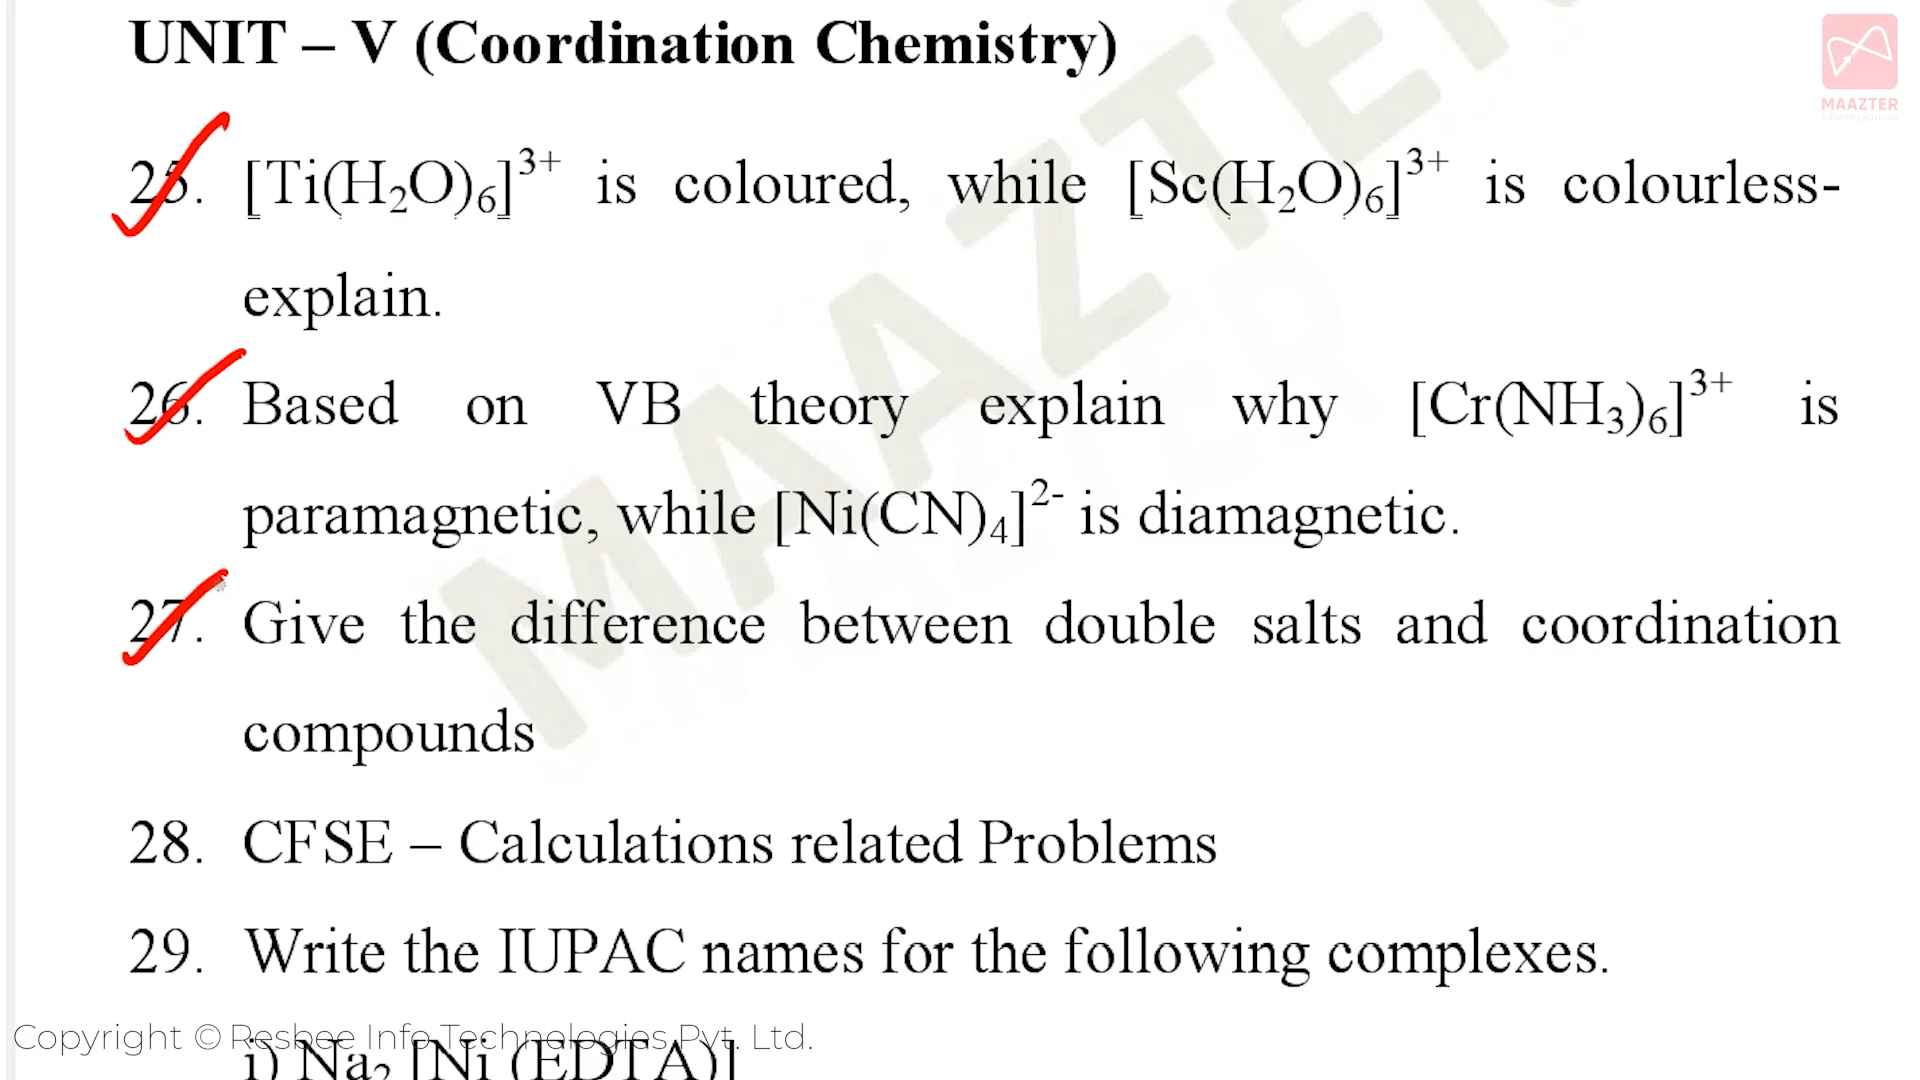 UNIT – V (Coordination Chemistry)
MAAZTER
Infinite Learning
25. [Ti(H₂O)₆]³⁺ is coloured, while [Sc(H₂O)₆]³⁺ is colourless-
explain.
26. Based on VB theory explain why [Cr(NH₃)₆]³⁺ is
paramagnetic, while [Ni(CN)₄]²⁻ is diamagnetic.
27. Give the difference between double salts and coordination
compounds
28. CFSE – Calculations related Problems
29. Write the IUPAC names for the following complexes.
Copyright © Resbee Info Technologies Pvt. Ltd.
i) Na₂ [Ni (EDTA)]
MAAZTER